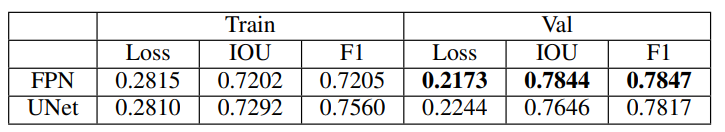 Train Val
Loss IOU F1 Loss IOU F1
FPN 0.2815 0.7202 0.7205 0.2173 0.7844 0.7847
UNet 0.2810 0.7292 0.7560 0.2244 0.7646 0.7817